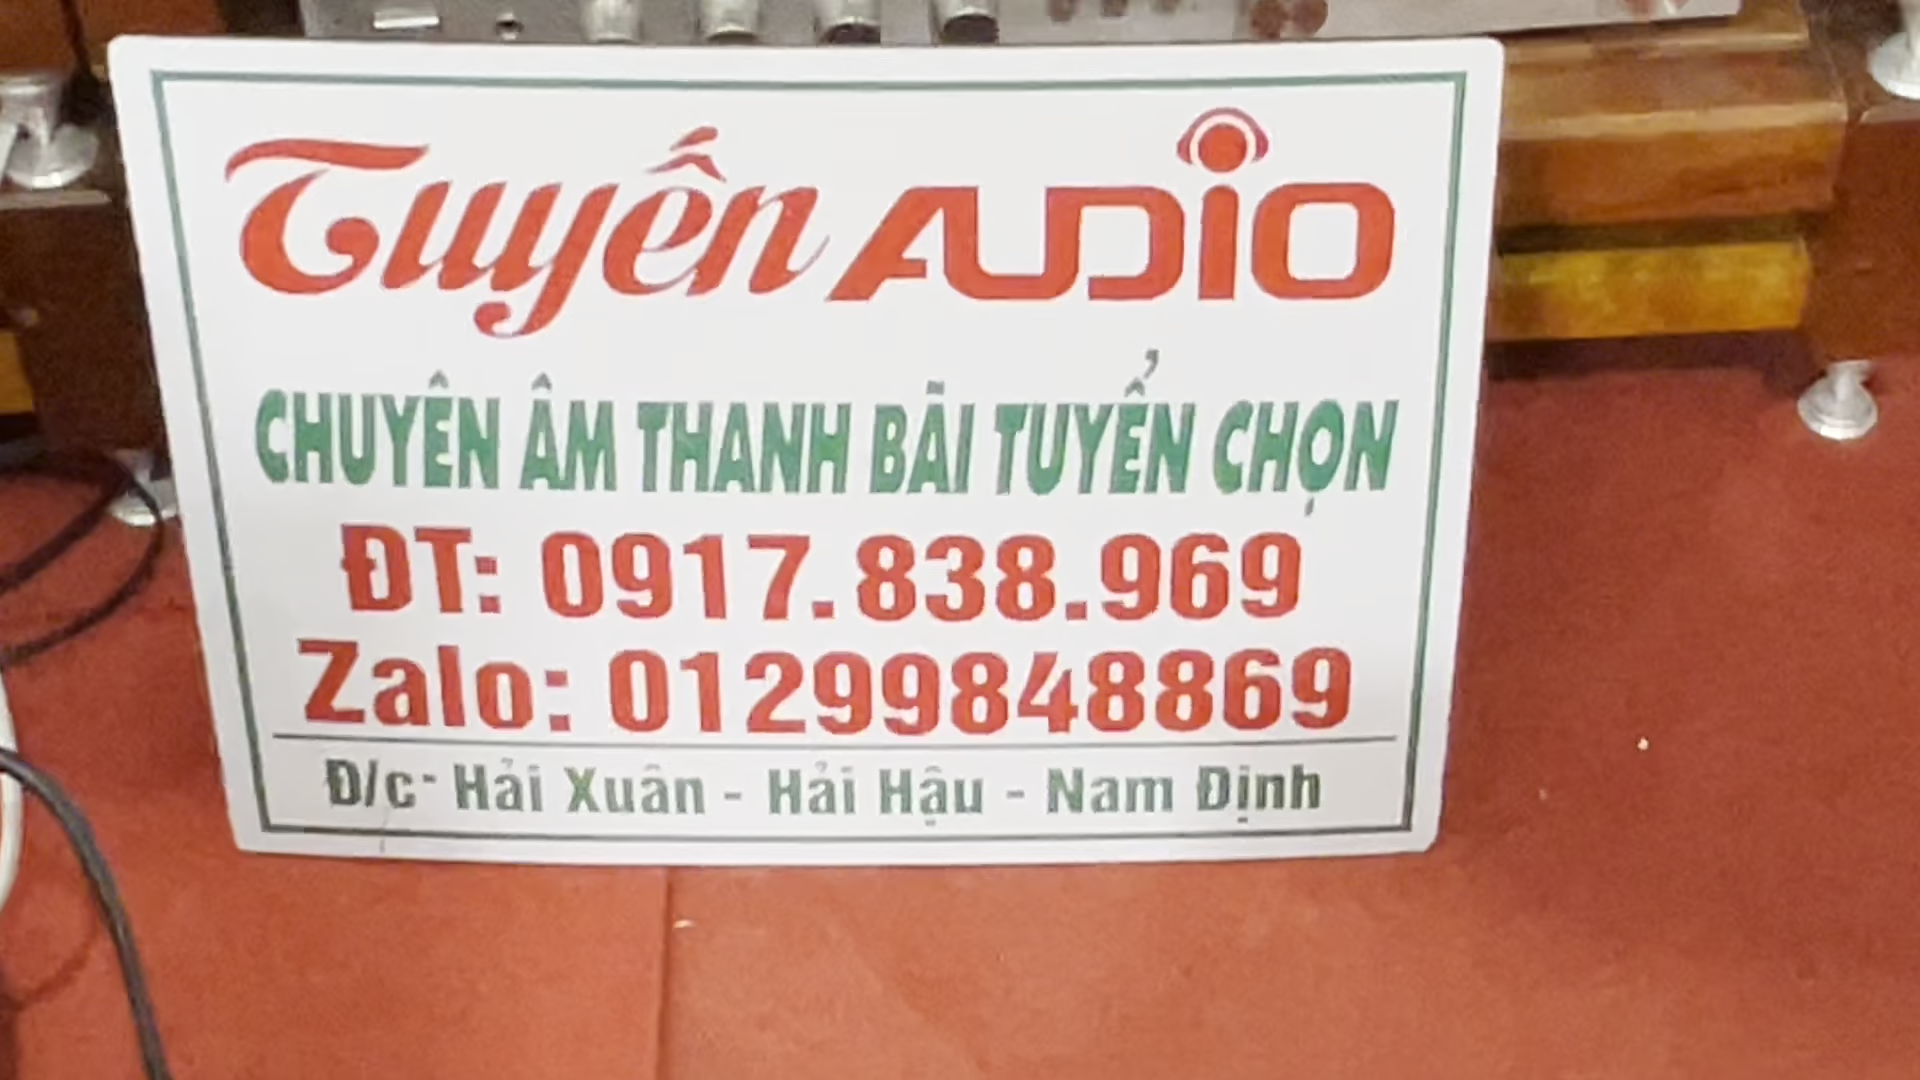 Tuyến AUDIO
CHUYÊN ÂM THANH BÃI TUYỂN CHỌN
ĐT: 0917.838.969
Zalo: 01299848869
Đ/c- Hải Xuân - Hải Hậu - Nam Định